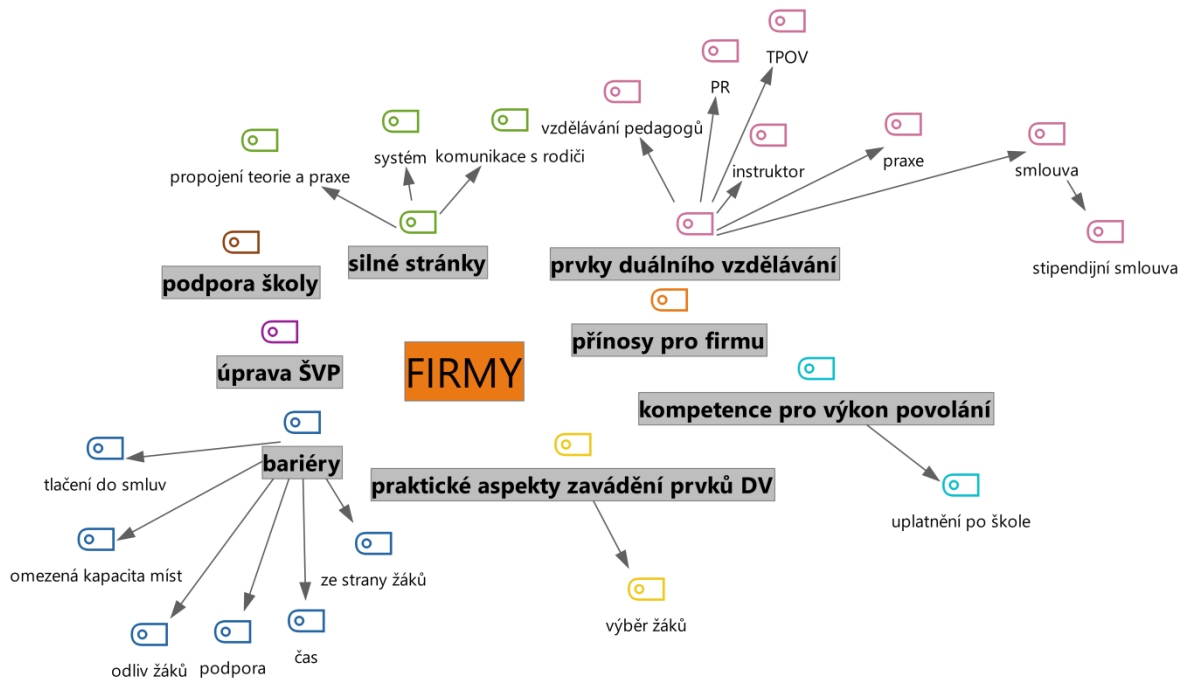 TPOV
PR
vzdělávání pedagogů
systém
komunikace s rodiči
instruktor
praxe
smlouva
propojení teorie a praxe
silné stránky
prvky duálního vzdělávání
stipendijní smlouva
podpora školy
přínosy pro firmu
úprava ŠVP
FIRMY
kompetence pro výkon povolání
bariéry
tlačení do smluv
praktické aspekty zavádění prvků DV
uplatnění po škole
omezená kapacita míst
ze strany žáků
výběr žáků
odliv žáků
podpora
čas